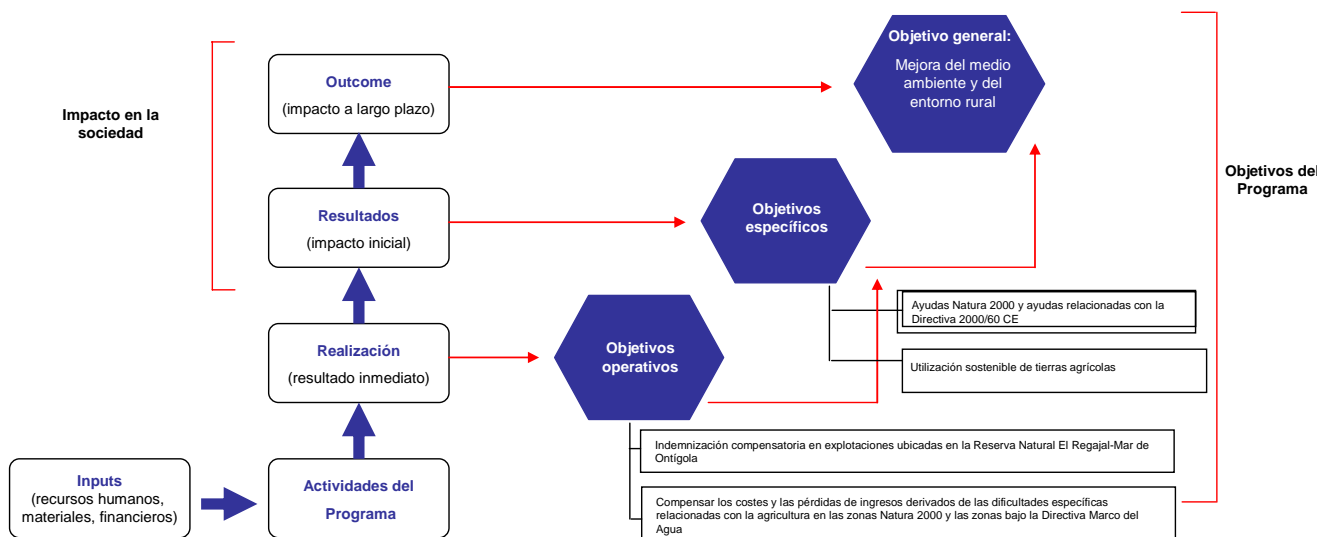 Objetivo general:
Mejora del medio
ambiente y del
entorno rural
Outcome
(impacto a largo plazo)
Impacto en la
sociedad
Objetivos del
Programa
Resultados
(impacto inicial)
Objetivos
específicos
Ayudas Natura 2000 y ayudas relacionadas con la
Directiva 2000/60 CE
Realización
(resultado inmediato)
Objetivos
operativos
Utilización sostenible de tierras agrícolas
Indemnización compensatoria en explotaciones ubicadas en la Reserva Natural El Regajal-Mar de
Ontígola
Inputs
(recursos humanos,
materiales, financieros)
Actividades del
Programa
Compensar los costes y las pérdidas de ingresos derivados de las dificultades específicas
relacionadas con la agricultura en las zonas Natura 2000 y las zonas bajo la Directiva Marco del
Agua